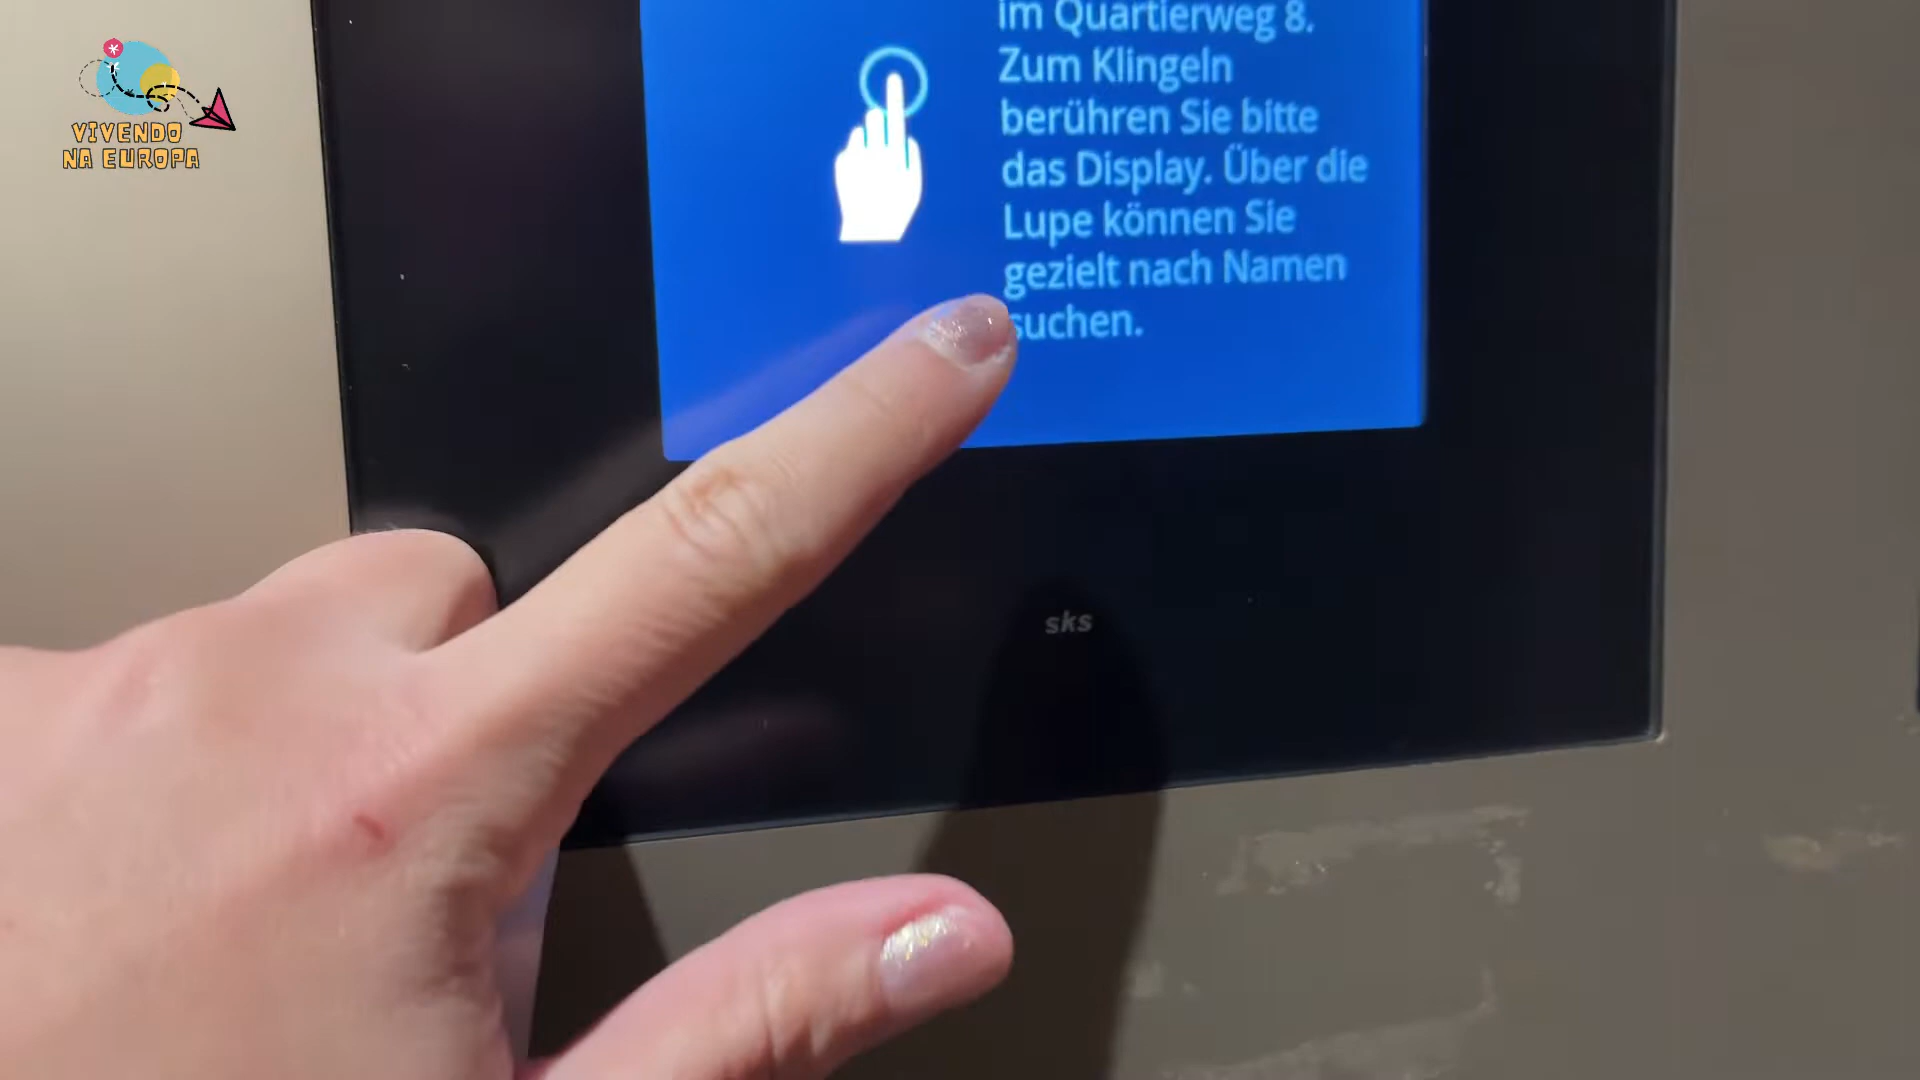 VIVENDO
NA EUROPA
im Quartierweg 8.
Zum Klingeln
berühren Sie bitte
das Display. Über die
Lupe können Sie
gezielt nach Namen
suchen.
sks